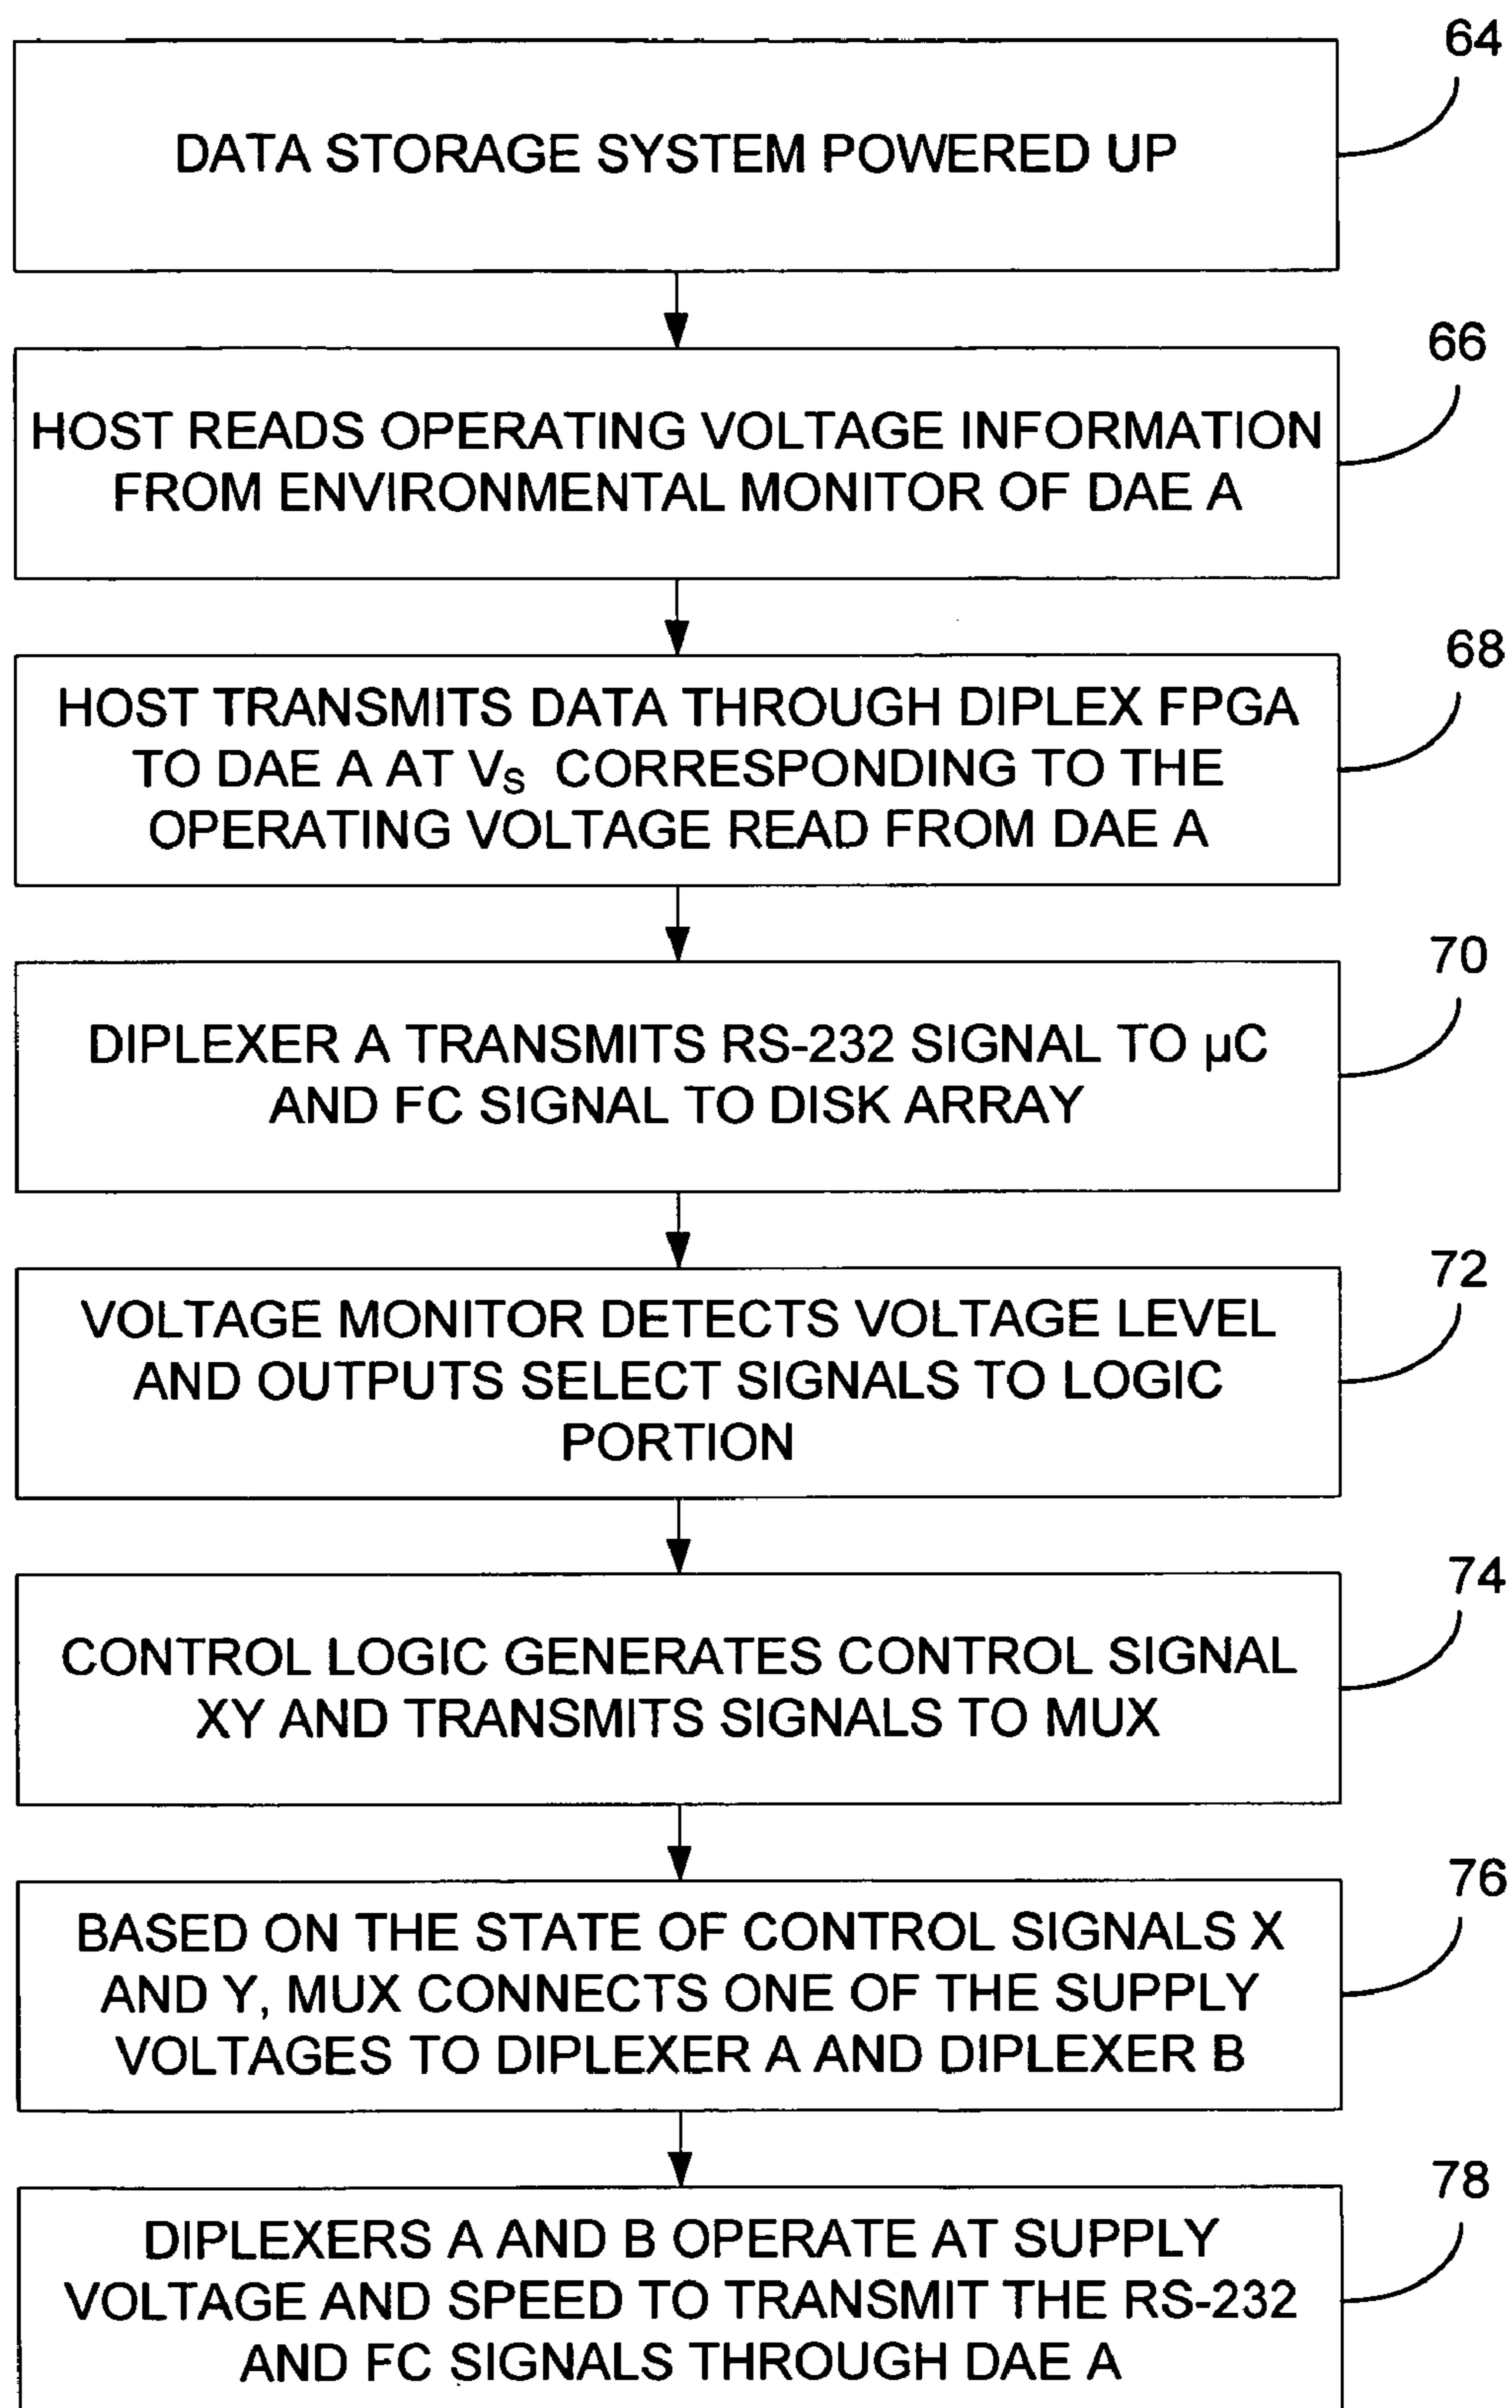 64
DATA STORAGE SYSTEM POWERED UP
66
HOST READS OPERATING VOLTAGE INFORMATION
FROM ENVIRONMENTAL MONITOR OF DAE A
68
HOST TRANSMITS DATA THROUGH DIPLEX FPGA
TO DAE A AT VS CORRESPONDING TO THE
OPERATING VOLTAGE READ FROM DAE A
70
DIPLEXER A TRANSMITS RS-232 SIGNAL TO µC
AND FC SIGNAL TO DISK ARRAY
72
VOLTAGE MONITOR DETECTS VOLTAGE LEVEL
AND OUTPUTS SELECT SIGNALS TO LOGIC
PORTION
74
CONTROL LOGIC GENERATES CONTROL SIGNAL
XY AND TRANSMITS SIGNALS TO MUX
76
BASED ON THE STATE OF CONTROL SIGNALS X
AND Y, MUX CONNECTS ONE OF THE SUPPLY
VOLTAGES TO DIPLEXER A AND DIPLEXER B
78
DIPLEXERS A AND B OPERATE AT SUPPLY
VOLTAGE AND SPEED TO TRANSMIT THE RS-232
AND FC SIGNALS THROUGH DAE A